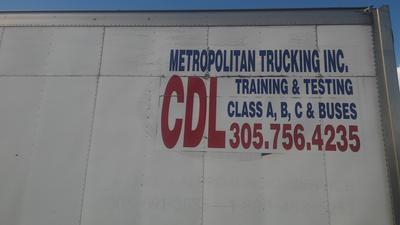 METROPOLITAN TRUCKING INC.
CDL TRAINING & TESTING
CLASS A, B, C & BUSES
305.756.4235